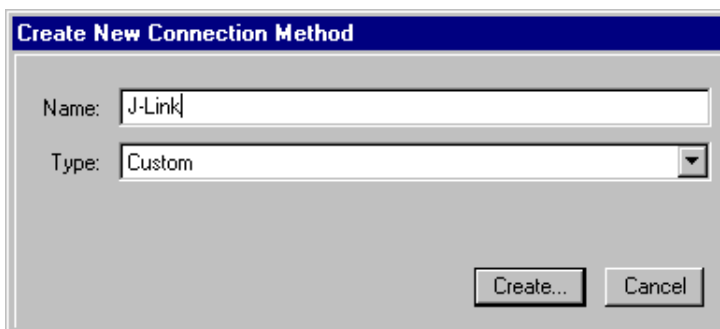 Create New Connection Method
Name: J-Link
Type: Custom
Create... Cancel